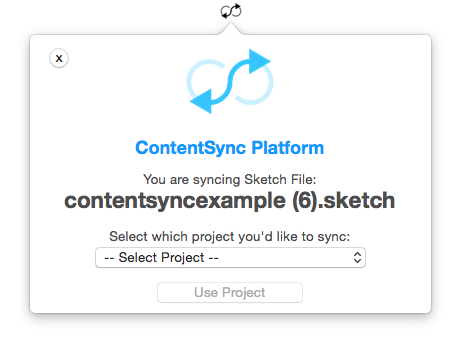 x
ContentSync Platform
You are syncing Sketch File:
contentsyncexample (6).sketch
Select which project you'd like to sync:
-- Select Project --
Use Project